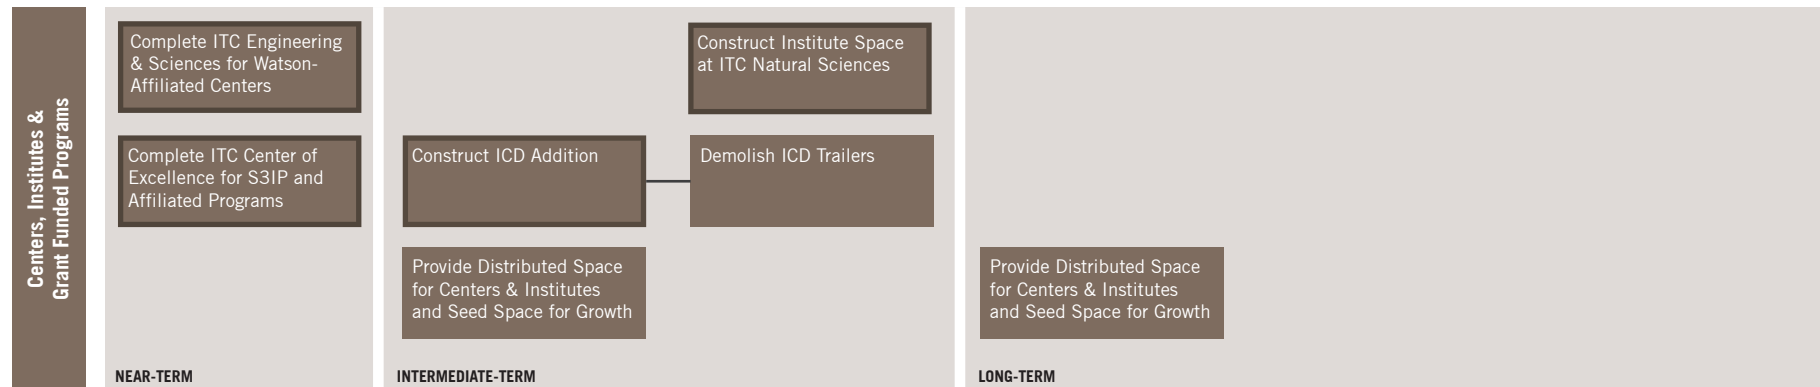 Centers, Institutes &
Grant Funded Programs
Complete ITC Engineering
& Sciences for Watson-
Affiliated Centers
Complete ITC Center of
Excellence for S3IP and
Affiliated Programs
NEAR-TERM
Construct Institute Space
at ITC Natural Sciences
Construct ICD Addition
Demolish ICD Trailers
Provide Distributed Space
for Centers & Institutes
and Seed Space for Growth
INTERMEDIATE-TERM
Provide Distributed Space
for Centers & Institutes
and Seed Space for Growth
LONG-TERM